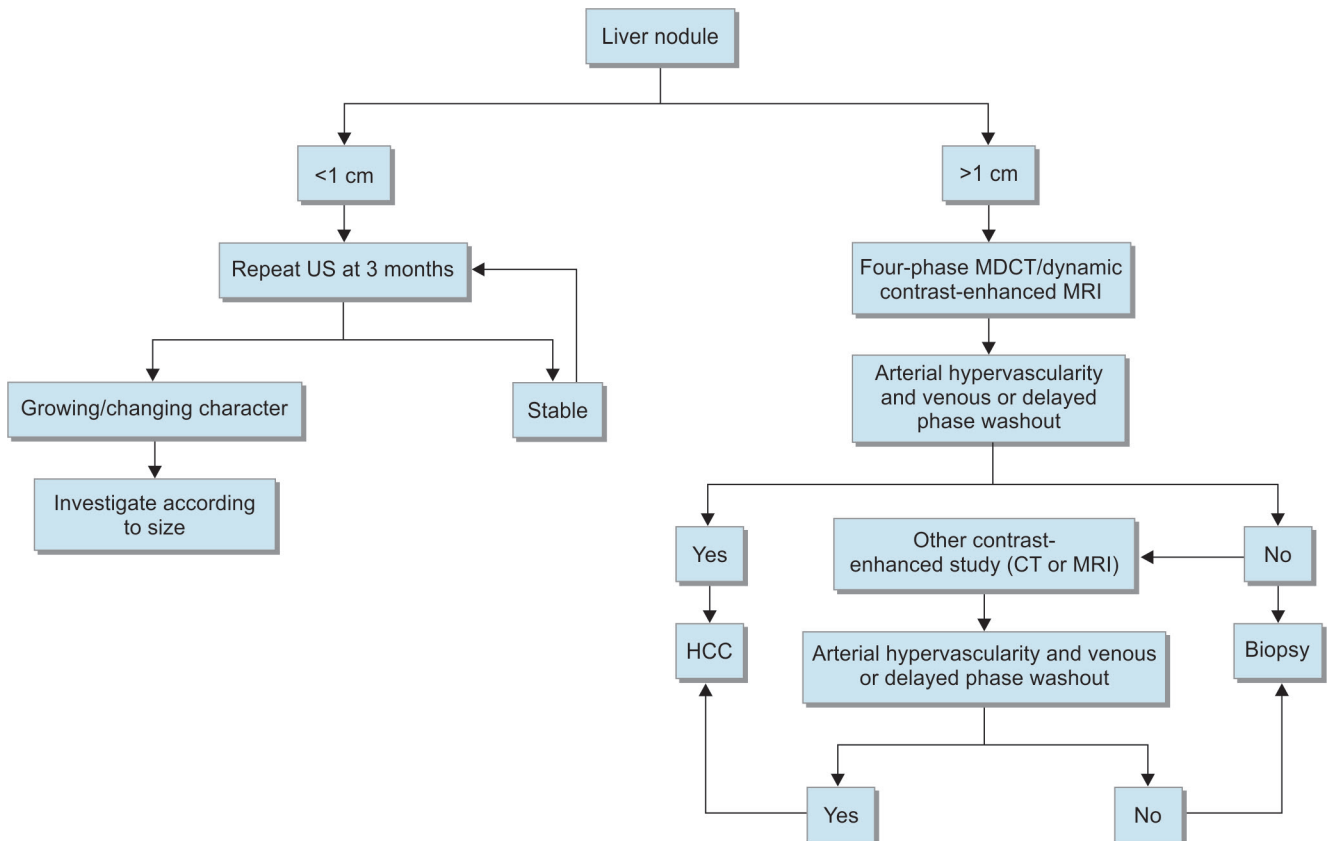 Liver nodule
<1 cm
>1 cm
Repeat US at 3 months
Four-phase MDCT/dynamic
contrast-enhanced MRI
Growing/changing character
Stable
Arterial hypervascularity
and venous or delayed
phase washout
Investigate according
to size
Yes
Other contrast-
enhanced study (CT or MRI)
No
HCC
Arterial hypervascularity and venous
or delayed phase washout
Biopsy
Yes
No